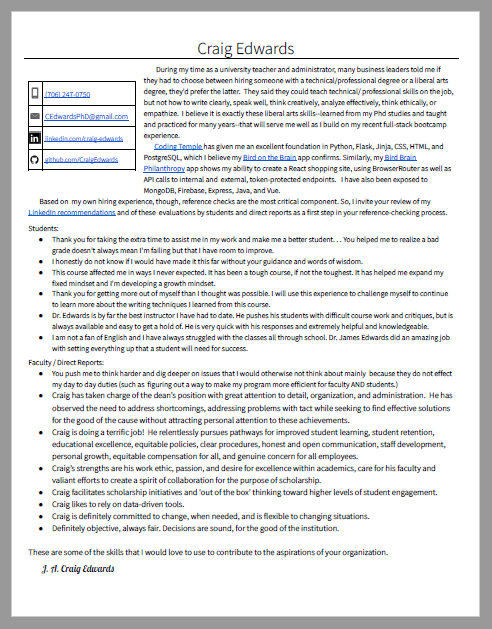 Craig Edwards
(706) 247-0750
CEdwardsPhD@gmail.com
linkedin.com/craig-edwards
github.com/CraigEdwards
During my time as a university teacher and administrator, many business leaders told me if
they had to choose between hiring someone with a technical/professional degree or a liberal arts
degree, they'd prefer the latter. They said they could teach technical/ professional skills on the job,
but not how to write clearly, speak well, think creatively, analyze effectively, think ethically, or
empathize. I believe it is exactly these liberal arts skills--learned from my Phd studies and taught
and practiced for many years--that will serve me well as I build on my recent full-stack bootcamp
experience.
Coding Temple has given me an excellent foundation in Python, Flask, Jinja, CSS, HTML, and
PostgreSQL, which I believe my Bird on the Brain app confirms. Similarly, my Bird Brain
Philanthropy app shows my ability to create a React shopping site, using BrowserRouter as well as
API calls to internal and external, token-protected endpoints. I have also been exposed to
MongoDB, Firebase, Express, Java, and Vue.
Based on my own hiring experience, though, reference checks are the most critical component. So, I invite your review of my
LinkedIn recommendations and of these evaluations by students and direct reports as a first step in your reference-checking process.
Students:
● Thank you for taking the extra time to assist me in my work and make me a better student. . . You helped me to realize a bad
grade doesn't always mean I'm failing but that I have room to improve.
● I honestly do not know if I would have made it this far without your guidance and words of wisdom.
● This course affected me in ways I never expected. It has been a tough course, if not the toughest. It has helped me expand my
fixed mindset and I'm developing a growth mindset.
● Thank you for getting more out of myself than I thought was possible. I will use this experience to challenge myself to continue
to learn more about the writing techniques I learned from this course.
● Dr. Edwards is by far the best instructor I have had to date. He pushes his students with difficult course work and critiques, but is
always available and easy to get a hold of. He is very quick with his responses and extremely helpful and knowledgeable.
● I am not a fan of English and I have always struggled with the classes all through school. Dr. James Edwards did an amazing job
with setting everything up that a student will need for success.
Faculty / Direct Reports:
● You push me to think harder and dig deeper on issues that I would otherwise not think about mainly because they do not effect
my day to day duties (such as figuring out a way to make my program more efficient for faculty AND students.)
● Craig has taken charge of the dean's position with great attention to detail, organization, and administration. He has
observed the need to address shortcomings, addressing problems with tact while seeking to find effective solutions
for the good of the cause without attracting personal attention to these achievements.
● Craig is doing a terrific job! He relentlessly pursues pathways for improved student learning, student retention,
educational excellence, equitable policies, clear procedures, honest and open communication, staff development,
personal growth, equitable compensation for all, and genuine concern for all employees.
● Craig's strengths are his work ethic, passion, and desire for excellence within academics, care for his faculty and
valiant efforts to create a spirit of collaboration for the purpose of scholarship.
● Craig facilitates scholarship initiatives and 'out of the box' thinking toward higher levels of student engagement.
● Craig likes to rely on data-driven tools.
● Craig is definitely committed to change, when needed, and is flexible to changing situations.
● Definitely objective, always fair. Decisions are sound, for the good of the institution.
These are some of the skills that I would love to use to contribute to the aspirations of your organization.
J. A. Craig Edwards